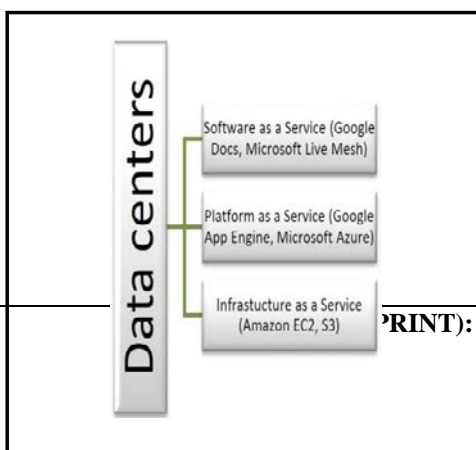 Data centers
Software as a Service (Google
Docs, Microsoft Live Mesh)
Platform as a Service (Google
App Engine, Microsoft Azure)
Infrastucture as a Service
(Amazon EC2, S3)
PRINT):